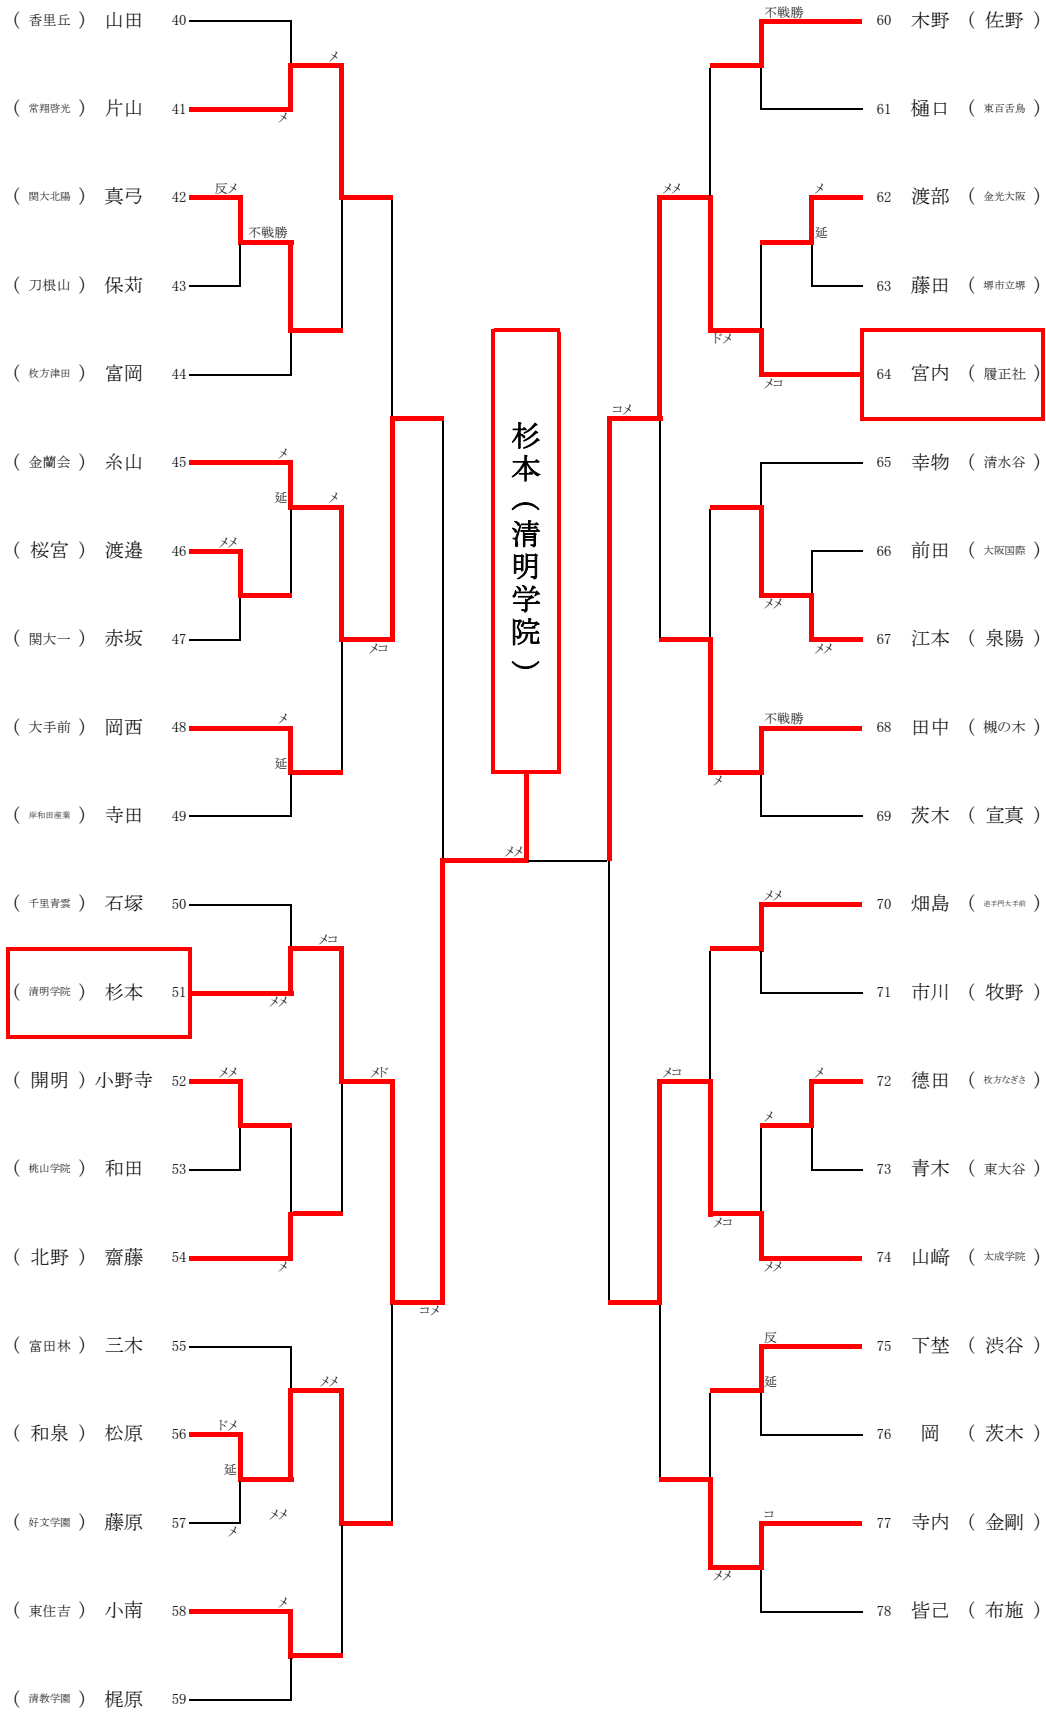 (香里丘) 山田 40
メ
(常翔啓光) 片山 41
メ
反メ
(関大北陽) 真弓 42
不戦勝
(刀根山) 保苅 43
(枚方津田) 富岡 44
メ
(金蘭会) 糸山 45
延 メ
メメ
(桜宮) 渡邉 46
(関大一) 赤坂 47
メコ
メ
(大手前) 岡西 48
延
(岸和田産業) 寺田 49
(千里青雲) 石塚 50
メコ
(清明学院) 杉本 51
メメ
メメ
(開明) 小野寺 52
メド
(桃山学院) 和田 53
(北野) 齋藤 54
メ
コメ
(富田林) 三木 55
メメ
ドメ
(和泉) 松原 56
延
(好文学園) 藤原 57
メメ
メ
メ
(東住吉) 小南 58
(清教学園) 梶原 59
杉本(清明学院)
メメ
不戦勝
60 木野 (佐野)
61 樋口 (東百舌鳥)
メメ
メ
62 渡部 (金光大阪)
延
63 藤田 (堺市立堺)
ドメ
64 宮内 (履正社)
メコ
コメ
65 幸物 (清水谷)
66 前田 (大阪国際)
メメ
67 江本 (泉陽)
メメ
不戦勝
68 田中 (槻の木)
メ
69 茨木 (宣真)
メメ
70 畑島 (追手門大手前)
71 市川 (牧野)
メコ
メ
72 德田 (枚方なぎさ)
メ
73 青木 (東大谷)
メコ
74 山﨑 (太成学院)
メメ
反
75 下埜 (渋谷)
延
76 岡 (茨木)
コ
77 寺内 (金剛)
メメ
78 皆己 (布施)